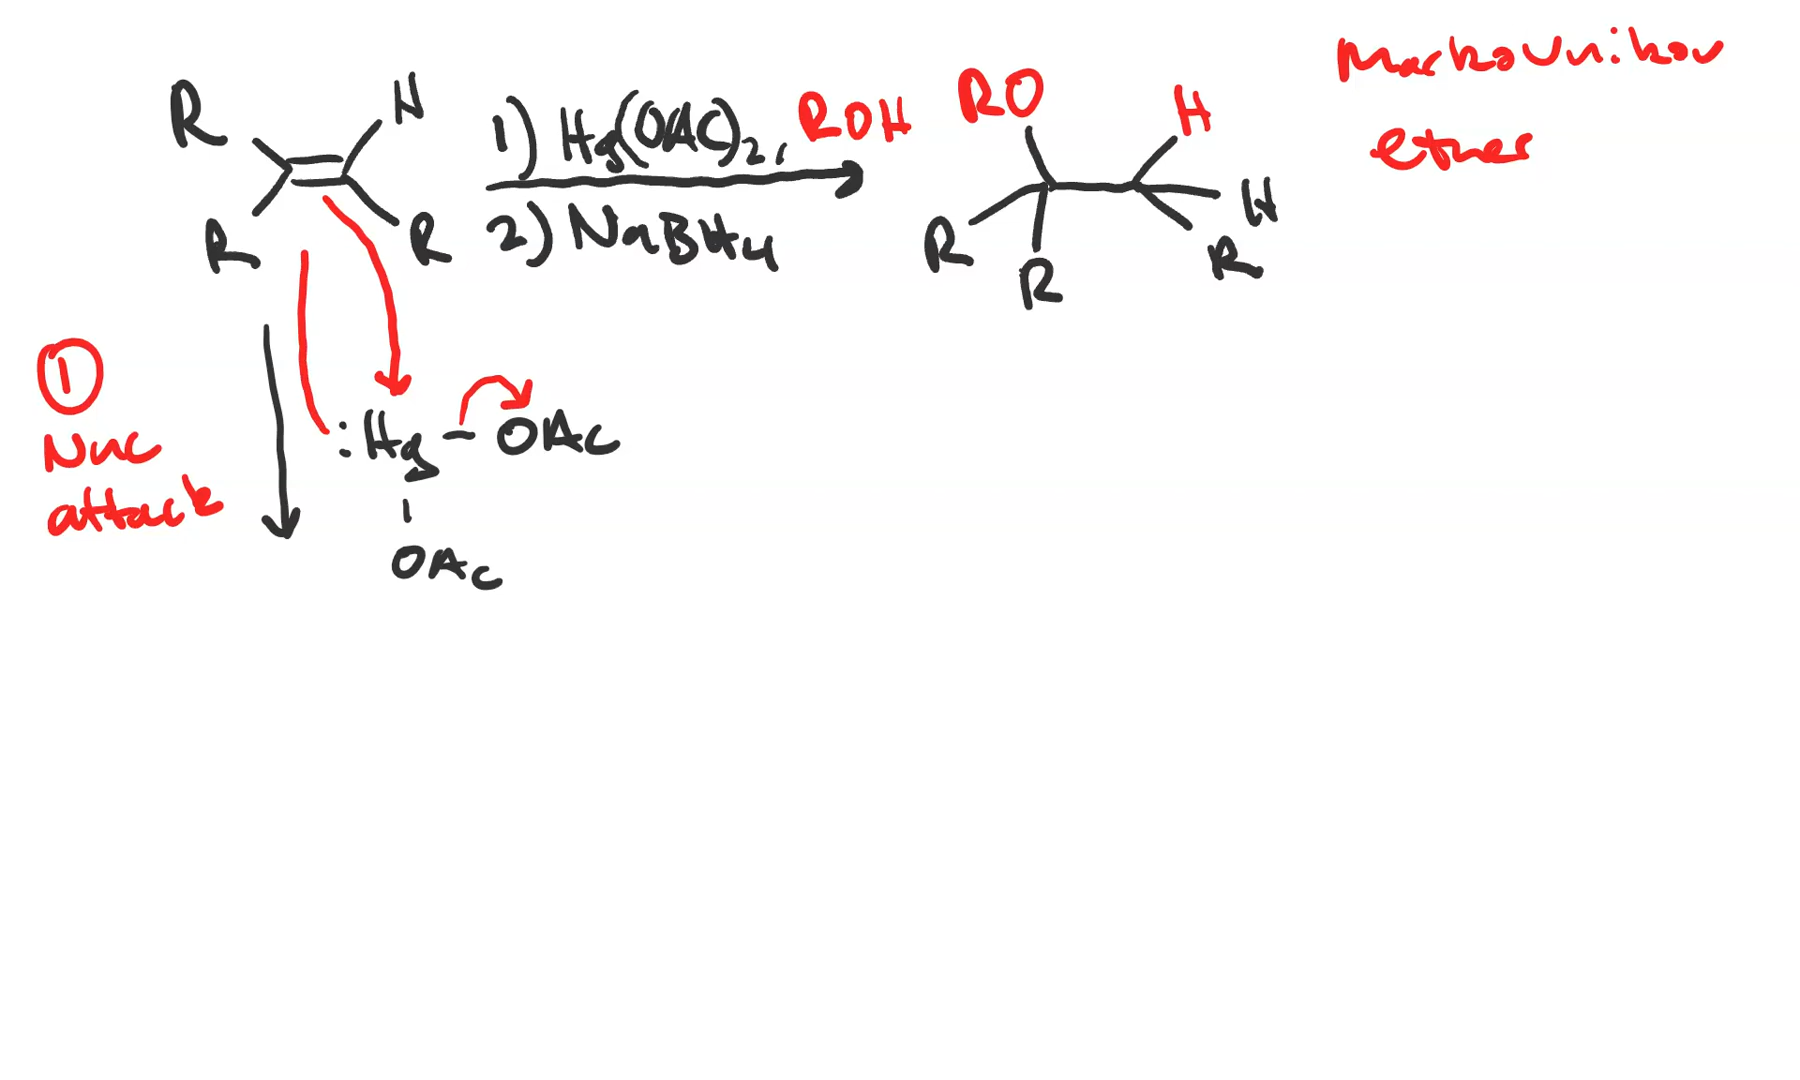 R H
R R
1) Hg(OAC)2, ROH
2) NaBH4
RO H
R R H R
Markovnikov
ether
①
Nuc
attack
:Hg - OAc
OAc